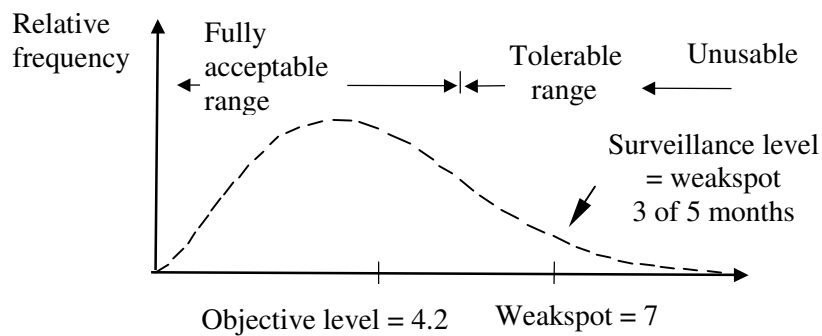 Relative
frequency
Fully
acceptable
range
Tolerable
range
Unusable
Surveillance level
= weakspot
3 of 5 months
Objective level = 4.2
Weakspot = 7